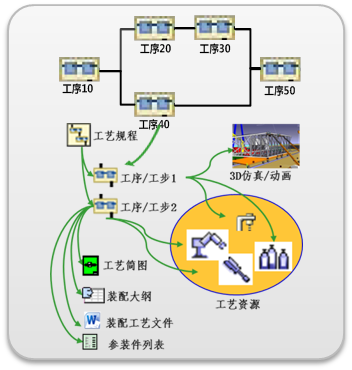 工序20
工序30
工序10
工序50
工序40
工艺规程
工序/工步1
3D仿真/动画
工序/工步2
工艺简图
装配大纲
工艺资源
装配工艺文件
参装件列表